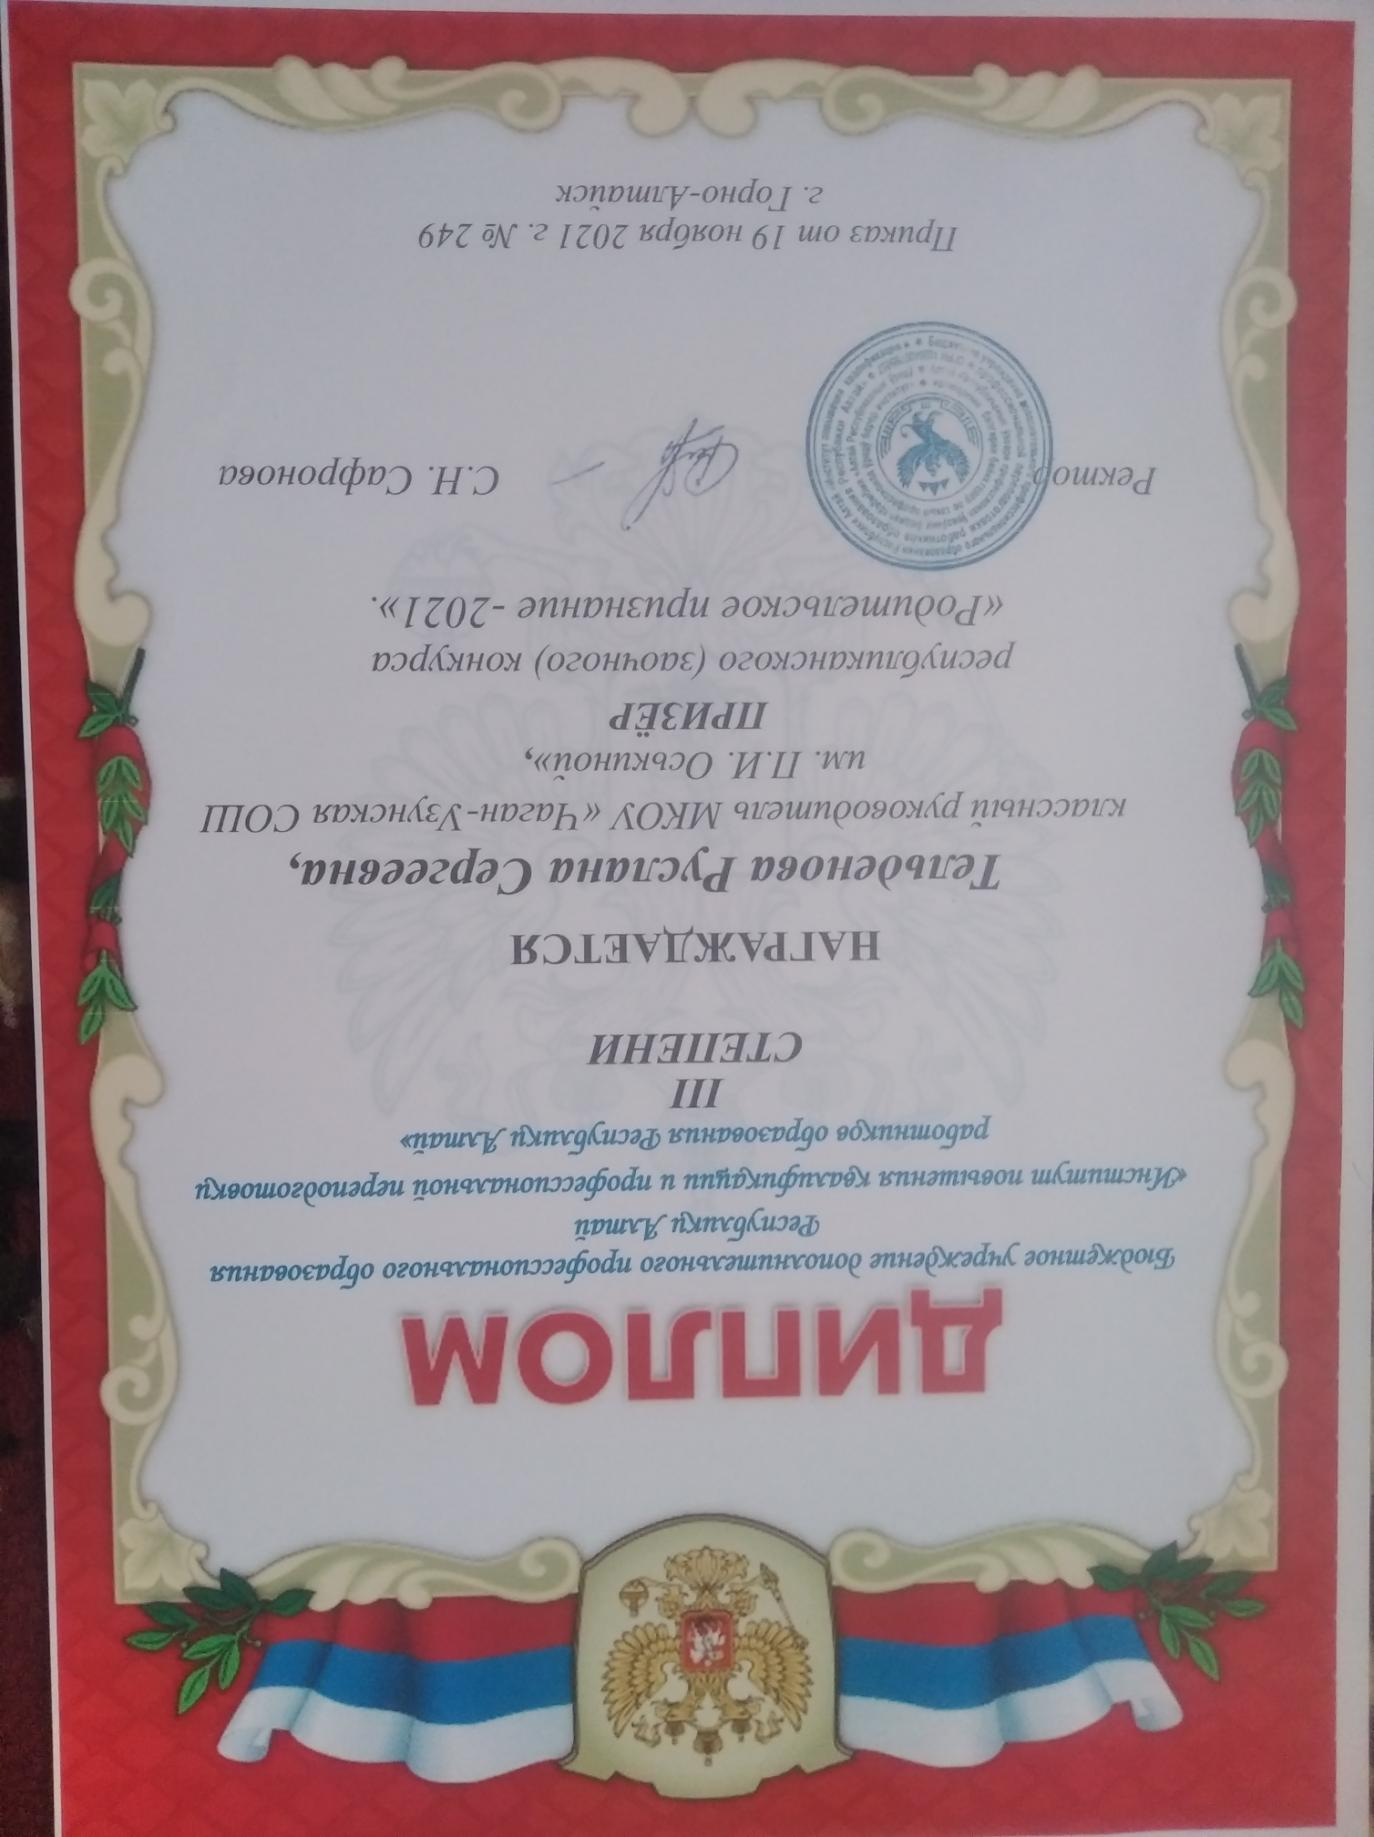 ДИПЛОМ
Бюджетное учреждение дополнительного профессионального образования
Республики Алтай
«Институт повышения квалификации и профессиональной переподготовки
работников образования Республики Алтай»
III
СТЕПЕНИ
НАГРАЖДАЕТСЯ
Тельденова Руслана Сергеевна,
классный руководитель МКОУ «Чаган-Узунская СОШ
им. П.И. Оськиной»,
ПРИЗЁР
республиканского (заочного) конкурса
«Родительское признание -2021».
Ректор С.Н. Сафронова
Приказ от 19 ноября 2021 г. № 249
г. Горно-Алтайск